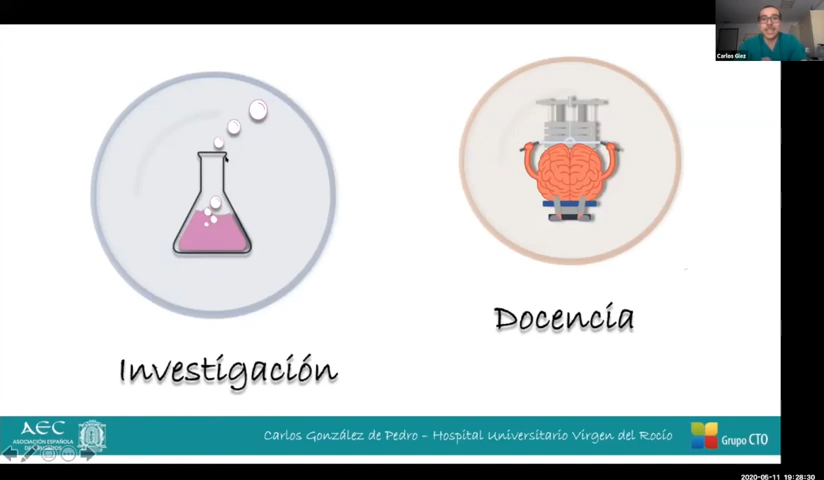 Carlos Glez
Docencia
Investigación
AEC
ASOCIACIÓN ESPAÑOLA
Carlos González de Pedro – Hospital Universitario Virgen del Rocío
Grupo CTO
2020-06-11 19:28:30